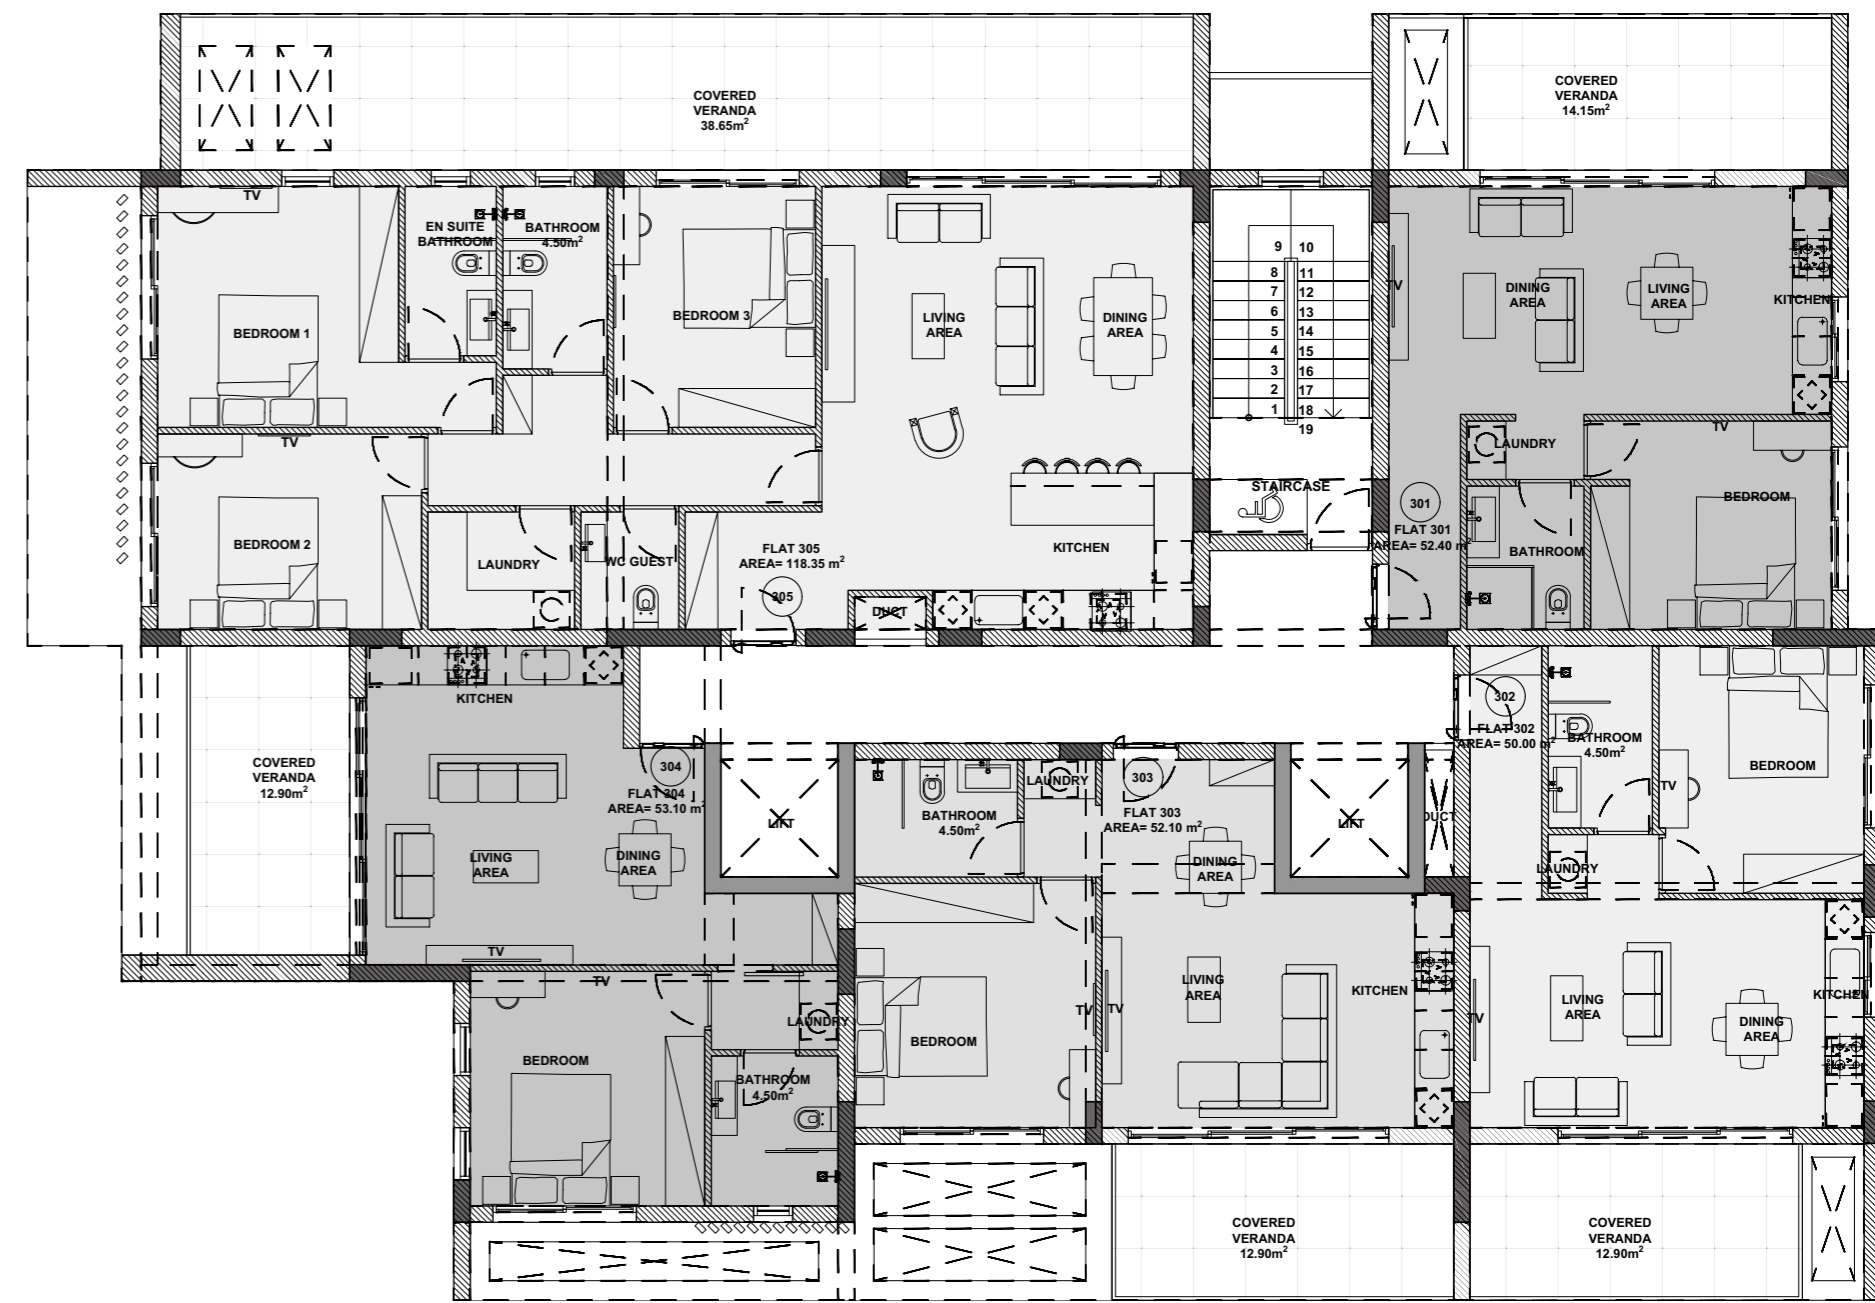 COVERED
VERANDA
38.65m²
COVERED
VERANDA
14.15m²
TV
EN SUITE
BATHROOM
BATHROOM
4.50m²
BEDROOM 1
BEDROOM 3
LIVING
AREA
DINING
AREA
9 10
8 11
7 12
6 13
5 14
4 15
3 16
2 17
1 18
19
STAIRCASE
TV
DINING
AREA
LIVING
AREA
KITCHEN
TV
BEDROOM 2
LAUNDRY
WC GUEST
FLAT 305
AREA= 118.35 m²
305
KITCHEN
DUCT
LAUNDRY
TV
BEDROOM
301
FLAT 301
AREA= 52.40 m²
BATHROOM
KITCHEN
COVERED
VERANDA
12.90m²
304
FLAT 304
AREA= 53.10 m²
LIVING
AREA
DINING
AREA
TV
LIFT
BATHROOM
4.50m²
LAUNDRY
303
FLAT 303
AREA= 52.10 m²
DINING
AREA
LIFT
DUCT
302
FLAT 302
AREA= 50.00 m²
BATHROOM
4.50m²
TV
BEDROOM
LAUNDRY
TV
BEDROOM
LAUNDRY
BATHROOM
4.50m²
BEDROOM
TV
TV
LIVING
AREA
KITCHEN
TV
LIVING
AREA
DINING
AREA
KITCHEN
COVERED
VERANDA
12.90m²
COVERED
VERANDA
12.90m²